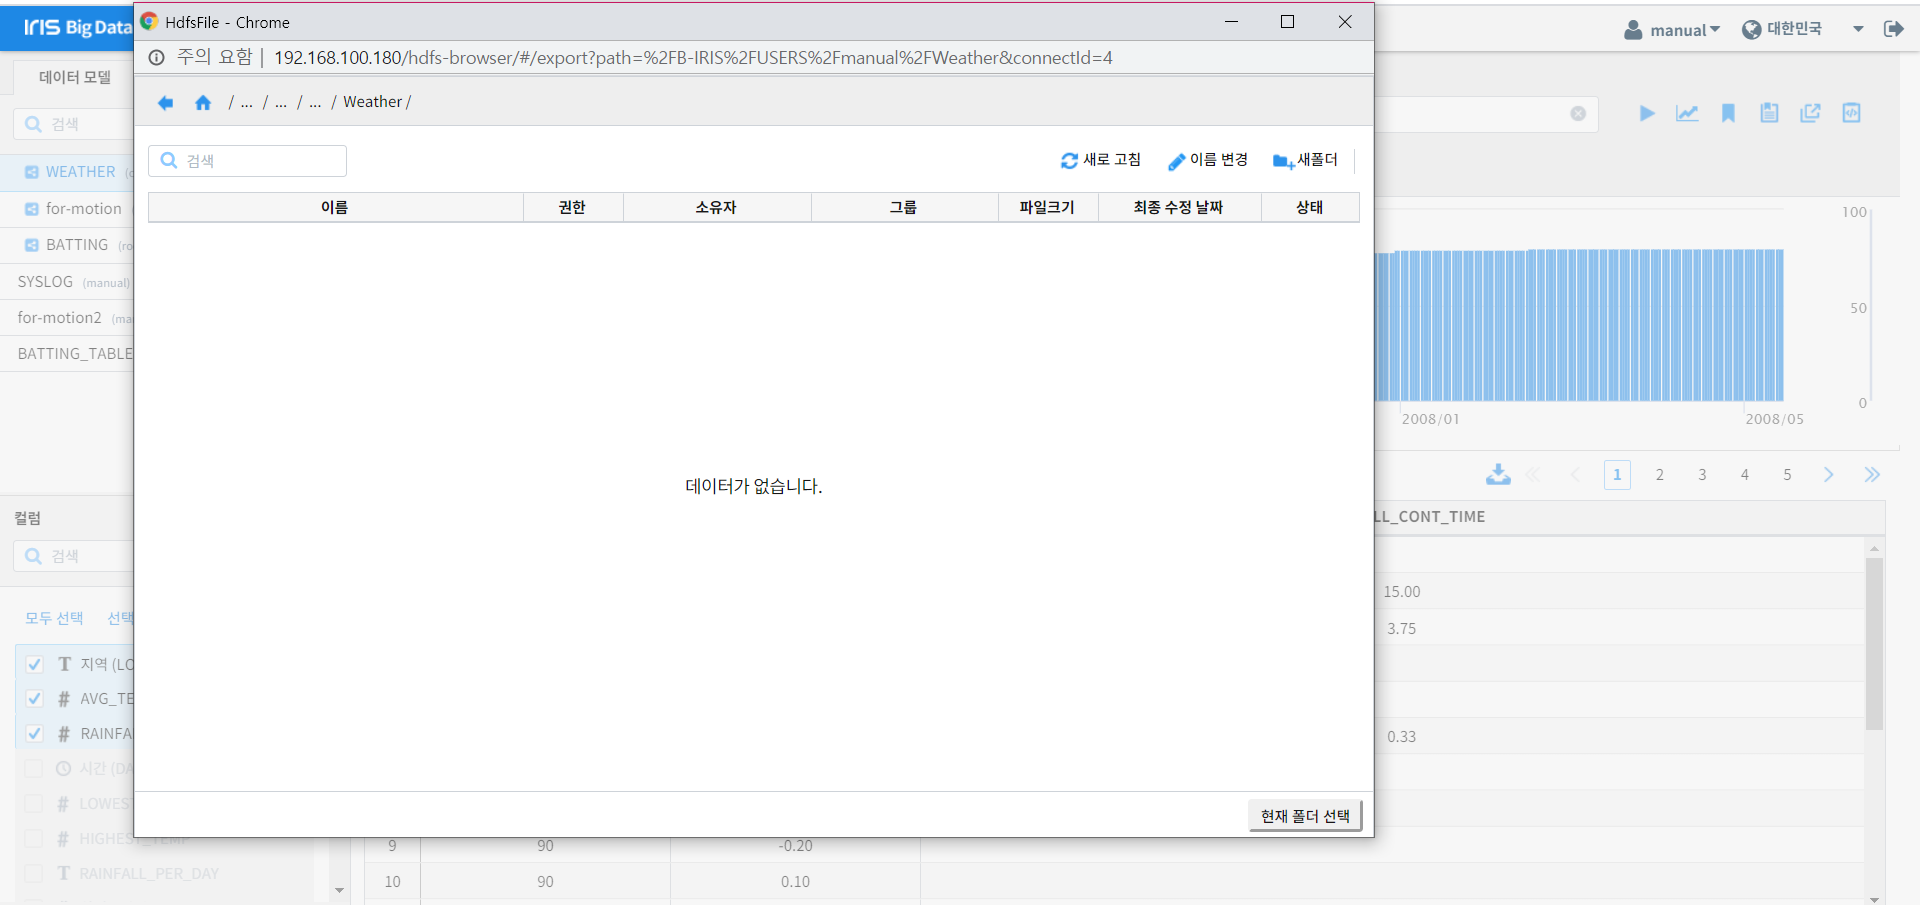 IRIS Big Data
HdfsFile - Chrome
주의 요함 | 192.168.100.180/hdfs-browser/#/export?path=%2FB-IRIS%2FUSERS%2Fmanual%2FWeather&connectId=4
manual
대한민국
/ ... / ... / ... / Weather /
데이터 모델
검색
검색
새로 고침
이름 변경
새폴더
이름 권한 소유자 그룹 파일크기 최종 수정 날짜 상태
WEATHER
for-motion
BATTING (ro
SYSLOG (manual)
for-motion2 (ma
BATTING_TABLE
100
50
0
2008/01
2008/05
데이터가 없습니다.
1 2 3 4 5
컬럼
LL_CONT_TIME
검색
15.00
모두 선택 선택
3.75
지역 (LO
AVG_TE
RAINFA
0.33
시간 (DA
LOWEST
현재 폴더 선택
HIGHEST_TEMP
9 90 -0.20
RAINFALL_PER_DAY
10 90 0.10